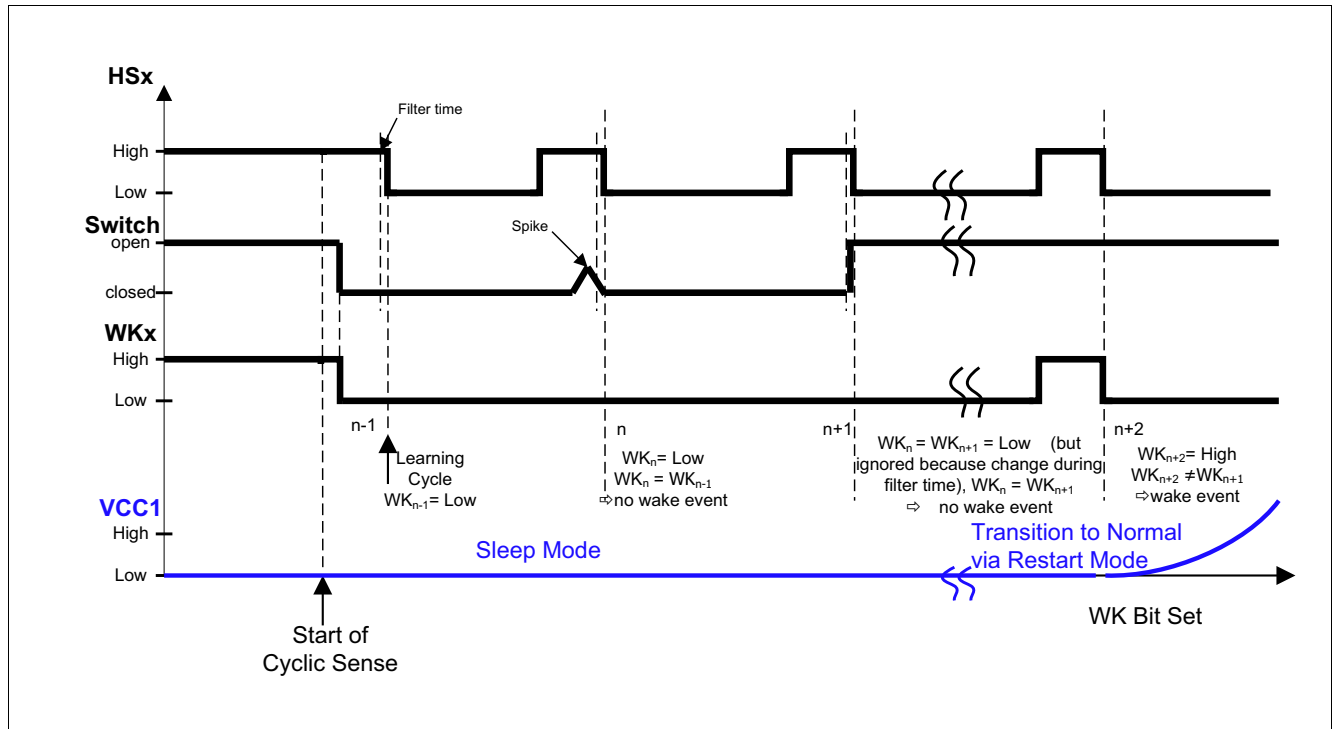 HSx
Filter time
High
Low
Switch
open
Spike
closed
WKx
High
Low
n-1
n
n+1
n+2
Learning
Cycle
WKn-1= Low
WKn= Low
WKn = WKn-1
⇨no wake event
WKn = WKn+1 = Low (but
ignored because change during
filter time), WKn = WKn+1
⇨ no wake event
WKn+2= High
WKn+2 ≠WKn+1
⇨wake event
VCC1
High
Low
Sleep Mode
Transition to Normal
via Restart Mode
WK Bit Set
Start of
Cyclic Sense